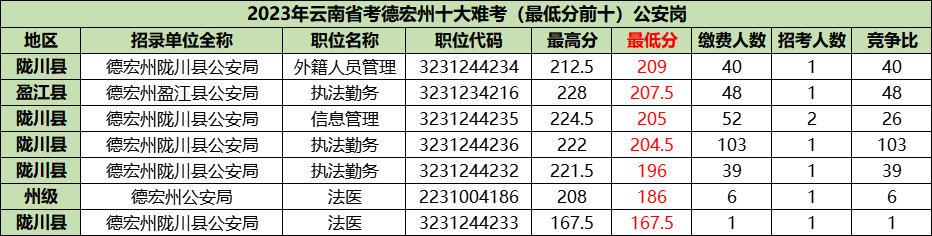 2023年云南省考德宏州十大难考（最低分前十）公安岗
地区 招录单位全称 职位名称 职位代码 最高分 最低分 缴费人数 招考人数 竞争比
陇川县 德宏州陇川县公安局 外籍人员管理 3231244234 212.5 209 40 1 40
盈江县 德宏州盈江县公安局 执法勤务 3231234216 228 207.5 48 1 48
陇川县 德宏州陇川县公安局 信息管理 3231244235 224.5 205 52 2 26
陇川县 德宏州陇川县公安局 执法勤务 3231244236 222 204.5 103 1 103
陇川县 德宏州陇川县公安局 执法勤务 3231244232 221.5 196 39 1 39
州级 德宏州公安局 法医 2231004186 208 186 6 1 6
陇川县 德宏州陇川县公安局 法医 3231244233 167.5 167.5 1 1 1